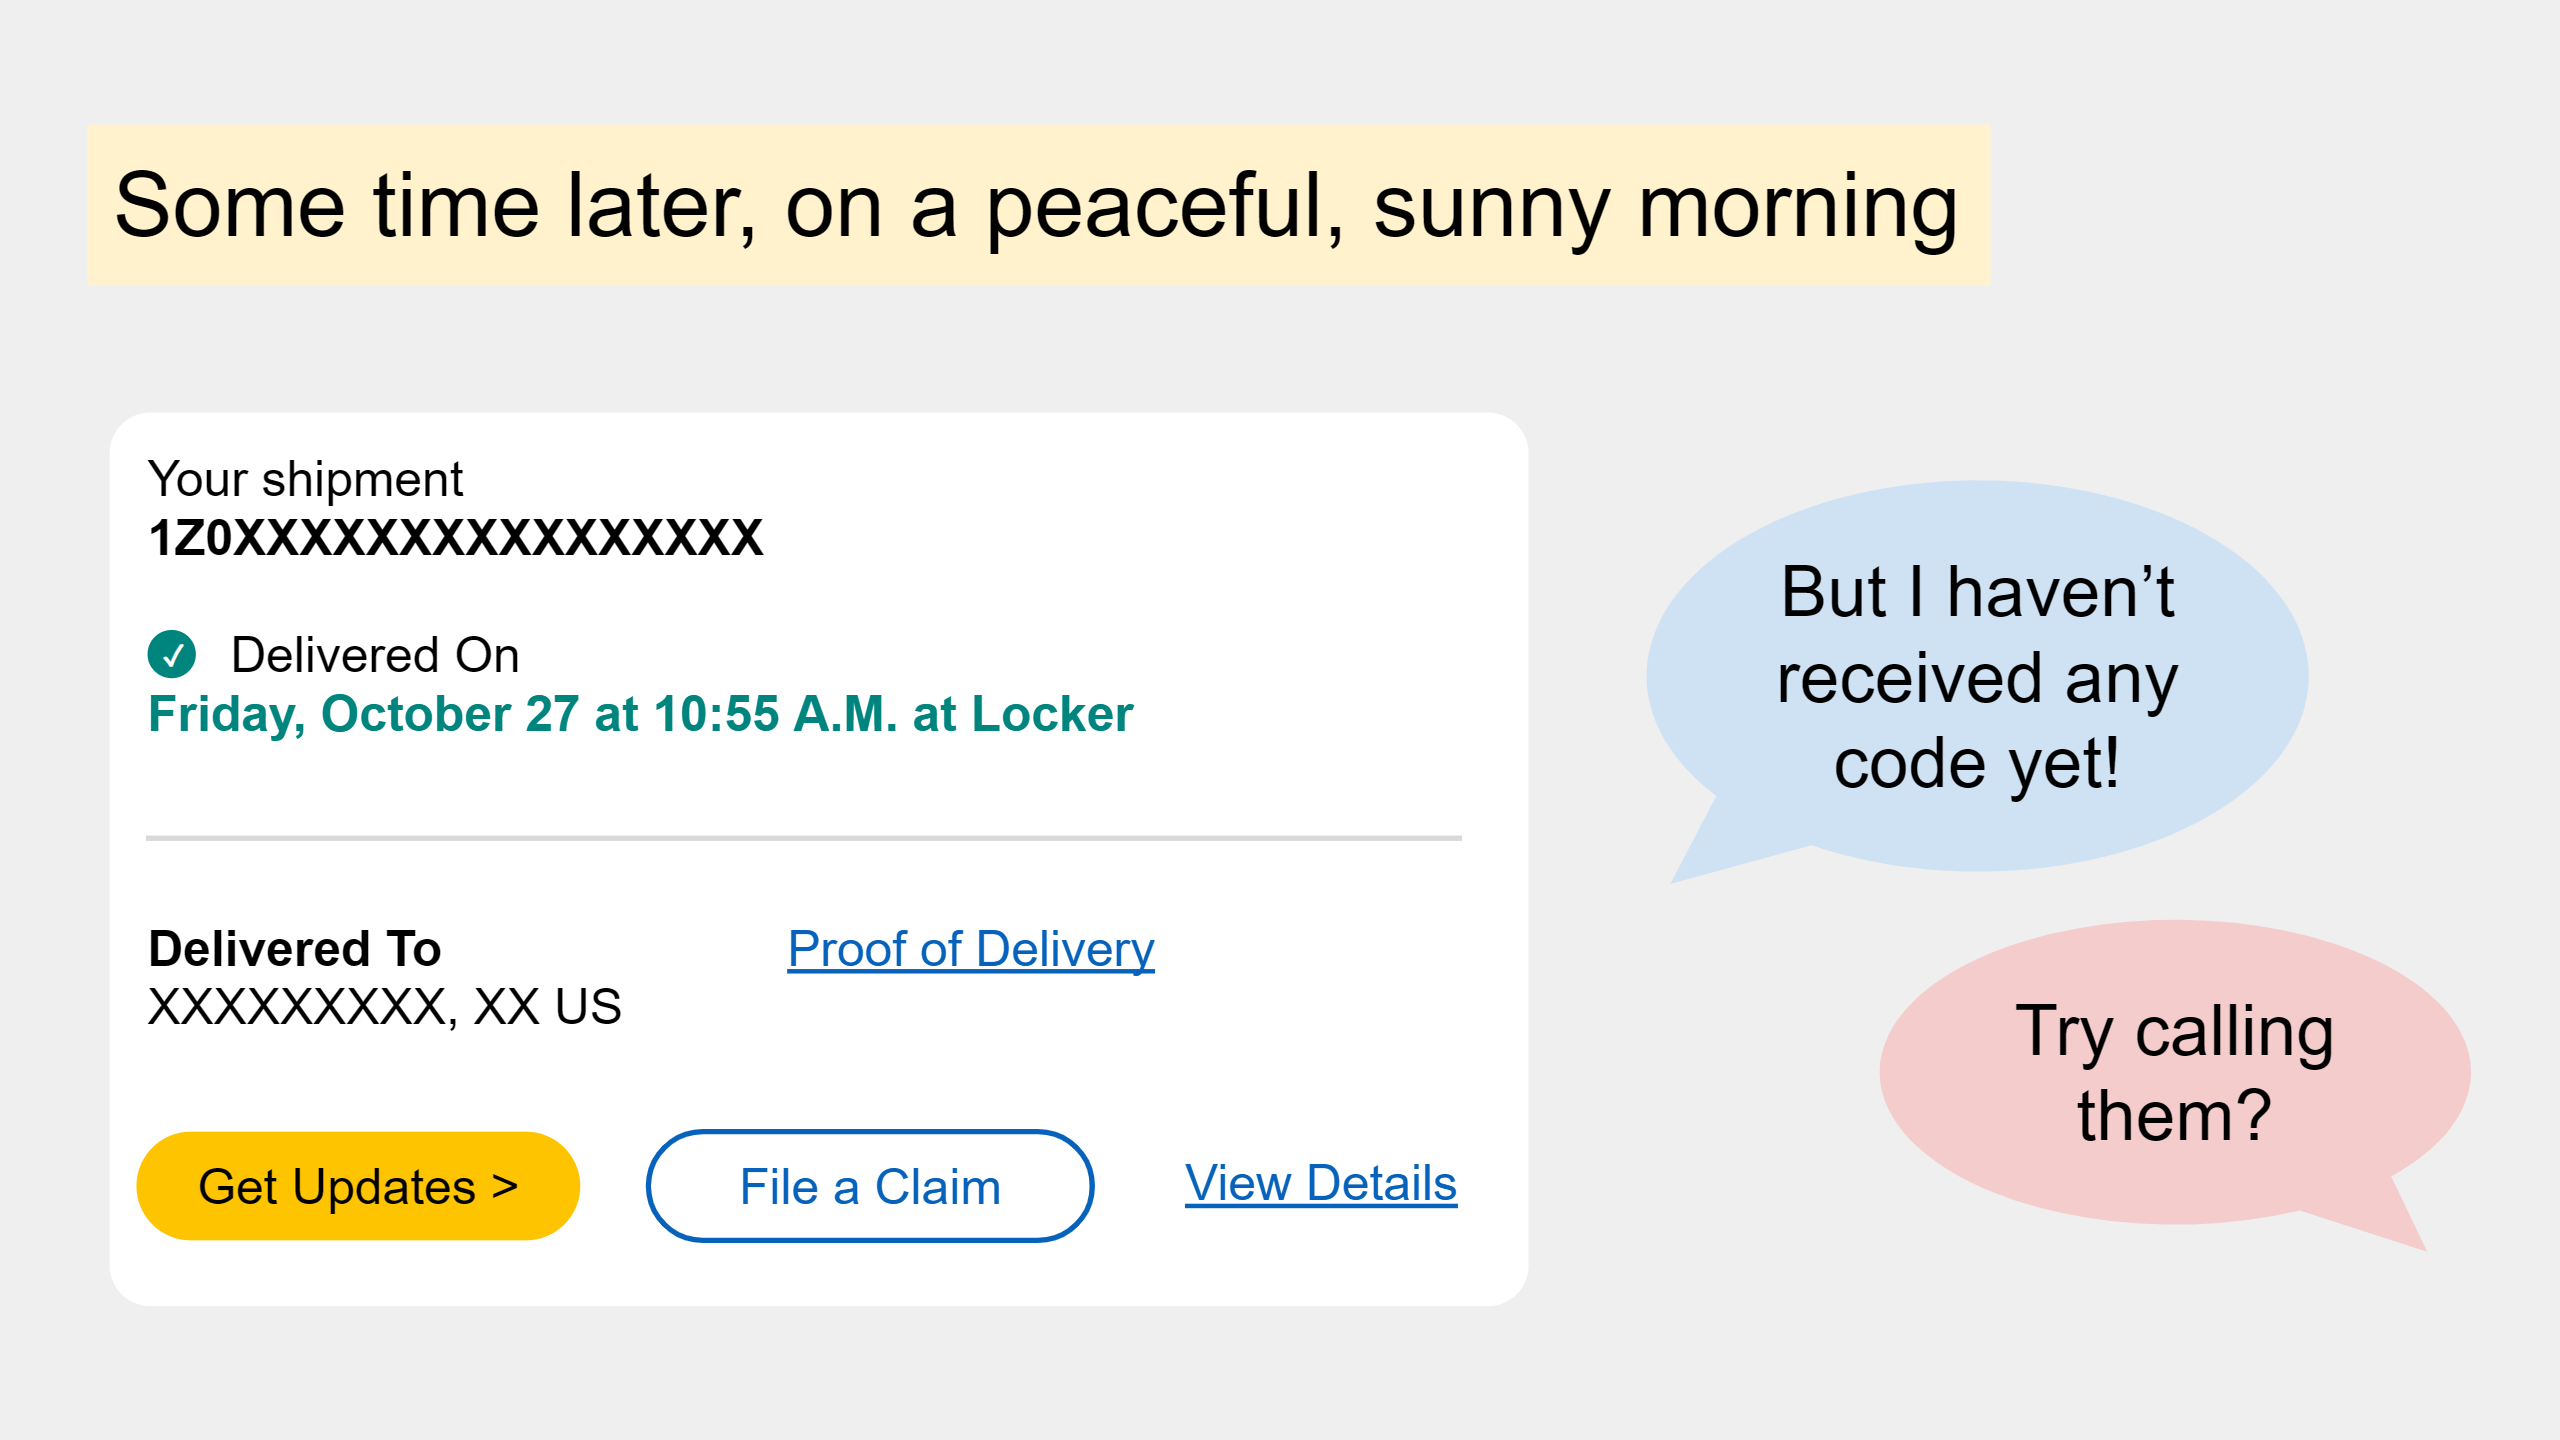 Some time later, on a peaceful, sunny morning
Your shipment
1Z0XXXXXXXXXXXXXXXX
Delivered On
Friday, October 27 at 10:55 A.M. at Locker
Delivered To
XXXXXXXXX, XX US
Proof of Delivery
Get Updates >
File a Claim
View Details
But I haven’t
received any
code yet!
Try calling
them?